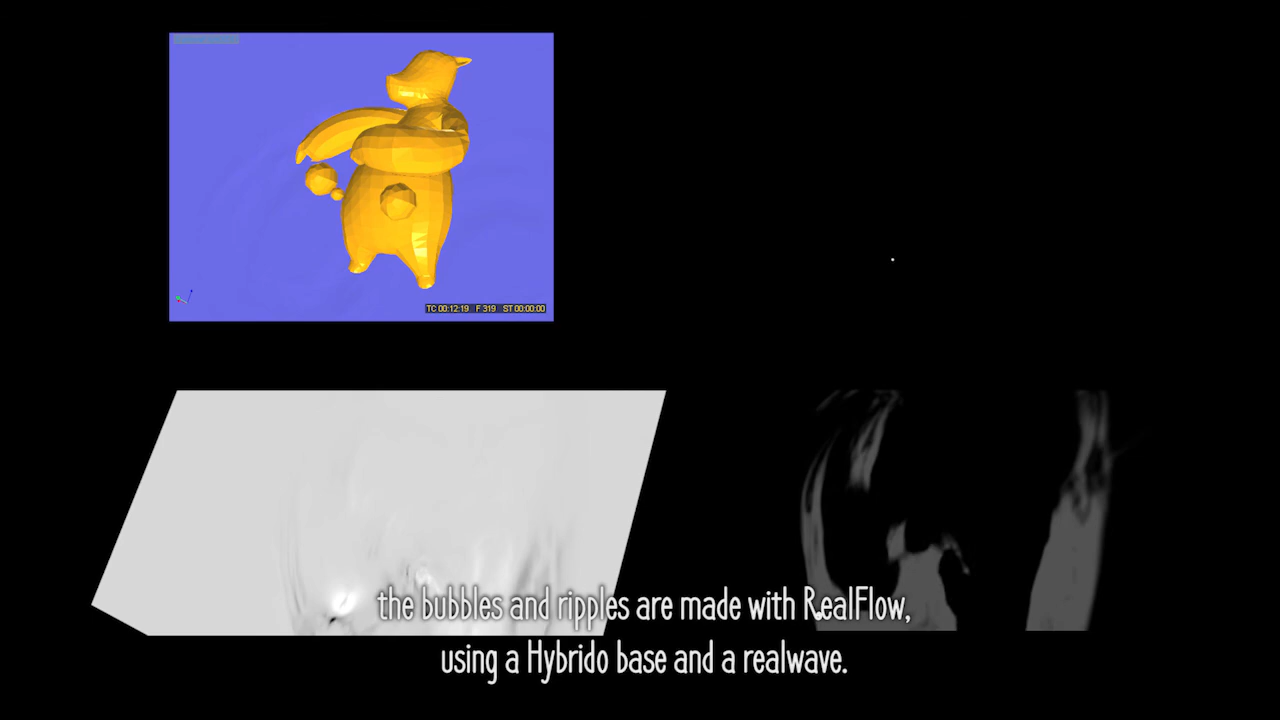 TC 00:12:19 F 319 ST 00:00:00
the bubbles and ripples are made with RealFlow,
using a Hybrido base and a realwave.